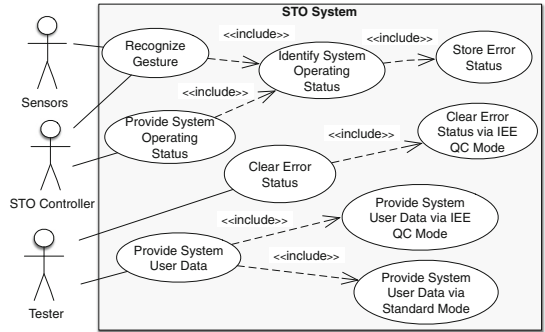 STO System
Recognize
Gesture
<<include>>
Identify System
Operating
Status
<<include>>
Store Error
Status
Sensors
<<include>>
Provide System
Operating
Status
STO Controller
Clear Error
Status
<<include>>
Clear Error
Status via IEE
QC Mode
Tester
Provide System
User Data
<<include>>
Provide System
User Data via IEE
QC Mode
<<include>>
Provide System
User Data via
Standard Mode